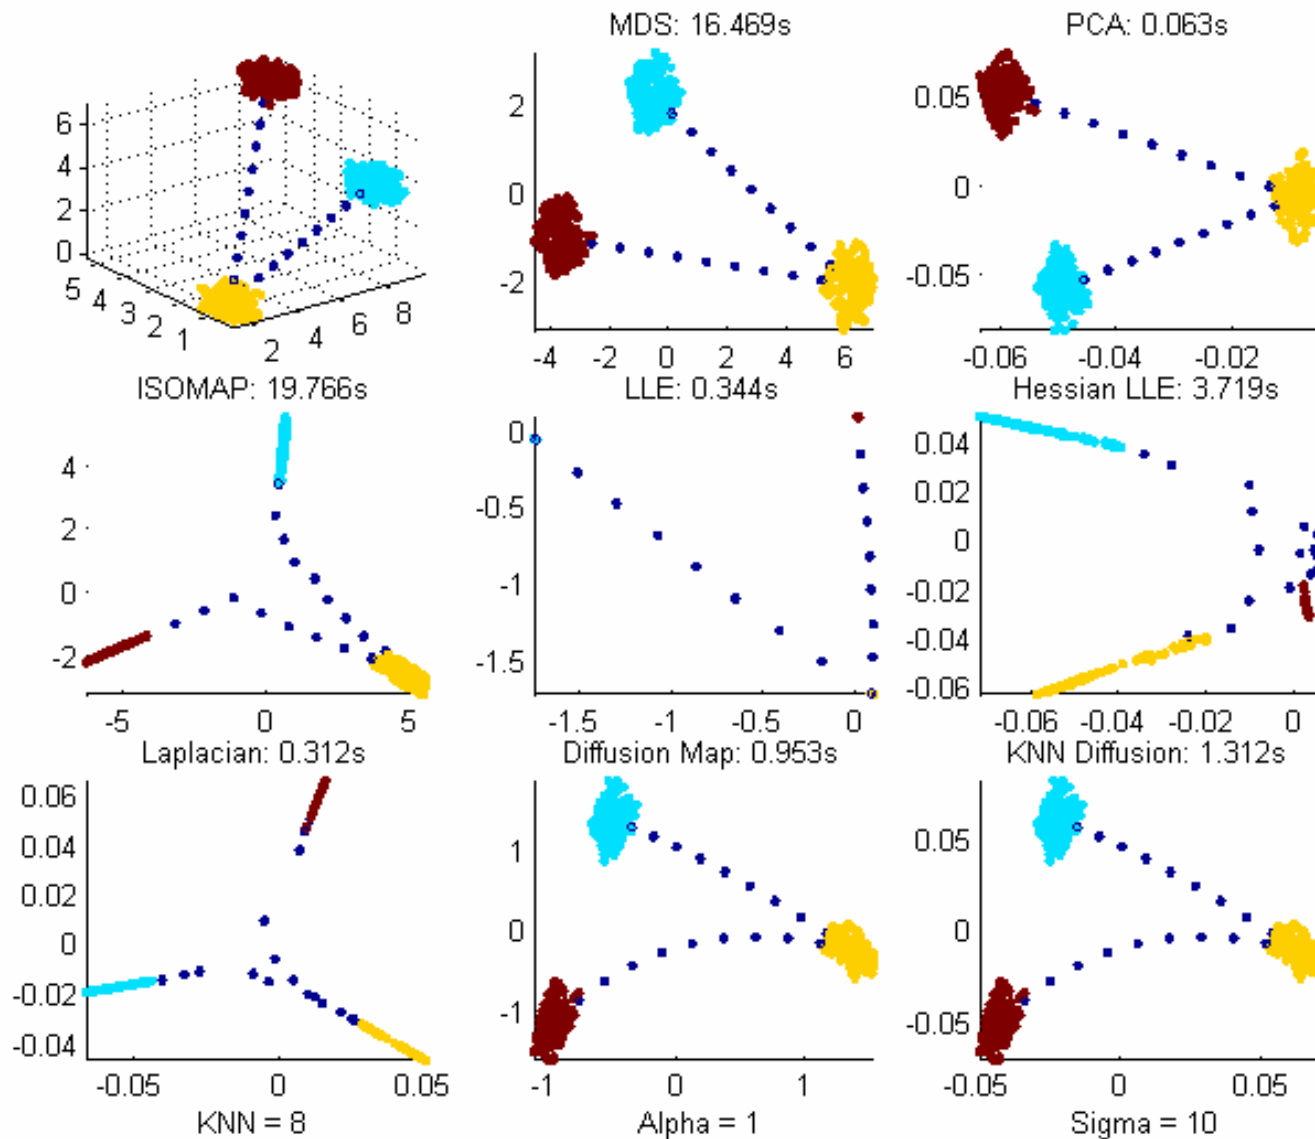 MDS: 16.469s
PCA: 0.063s
6
4
2
0
5 4 3 2 1
2 4 6 8
2
0
-2
-4 -2 0 2 4 6
0.05
0
-0.05
-0.06 -0.04 -0.02
ISOMAP: 19.766s
LLE: 0.344s
Hessian LLE: 3.719s
4
2
0
-2
-5 0 5
0
-0.5
-1
-1.5
-1.5 -1 -0.5 0
0.04
0.02
0
-0.02
-0.04
-0.06
-0.06 -0.04 -0.02 0
Laplacian: 0.312s
Diffusion Map: 0.953s
KNN Diffusion: 1.312s
0.06
0.04
0.02
0
-0.02
-0.04
-0.05 0 0.05
1
0
-1
-1 0 1
0.05
0
-0.05
-0.05 0 0.05
KNN = 8
Alpha = 1
Sigma = 10